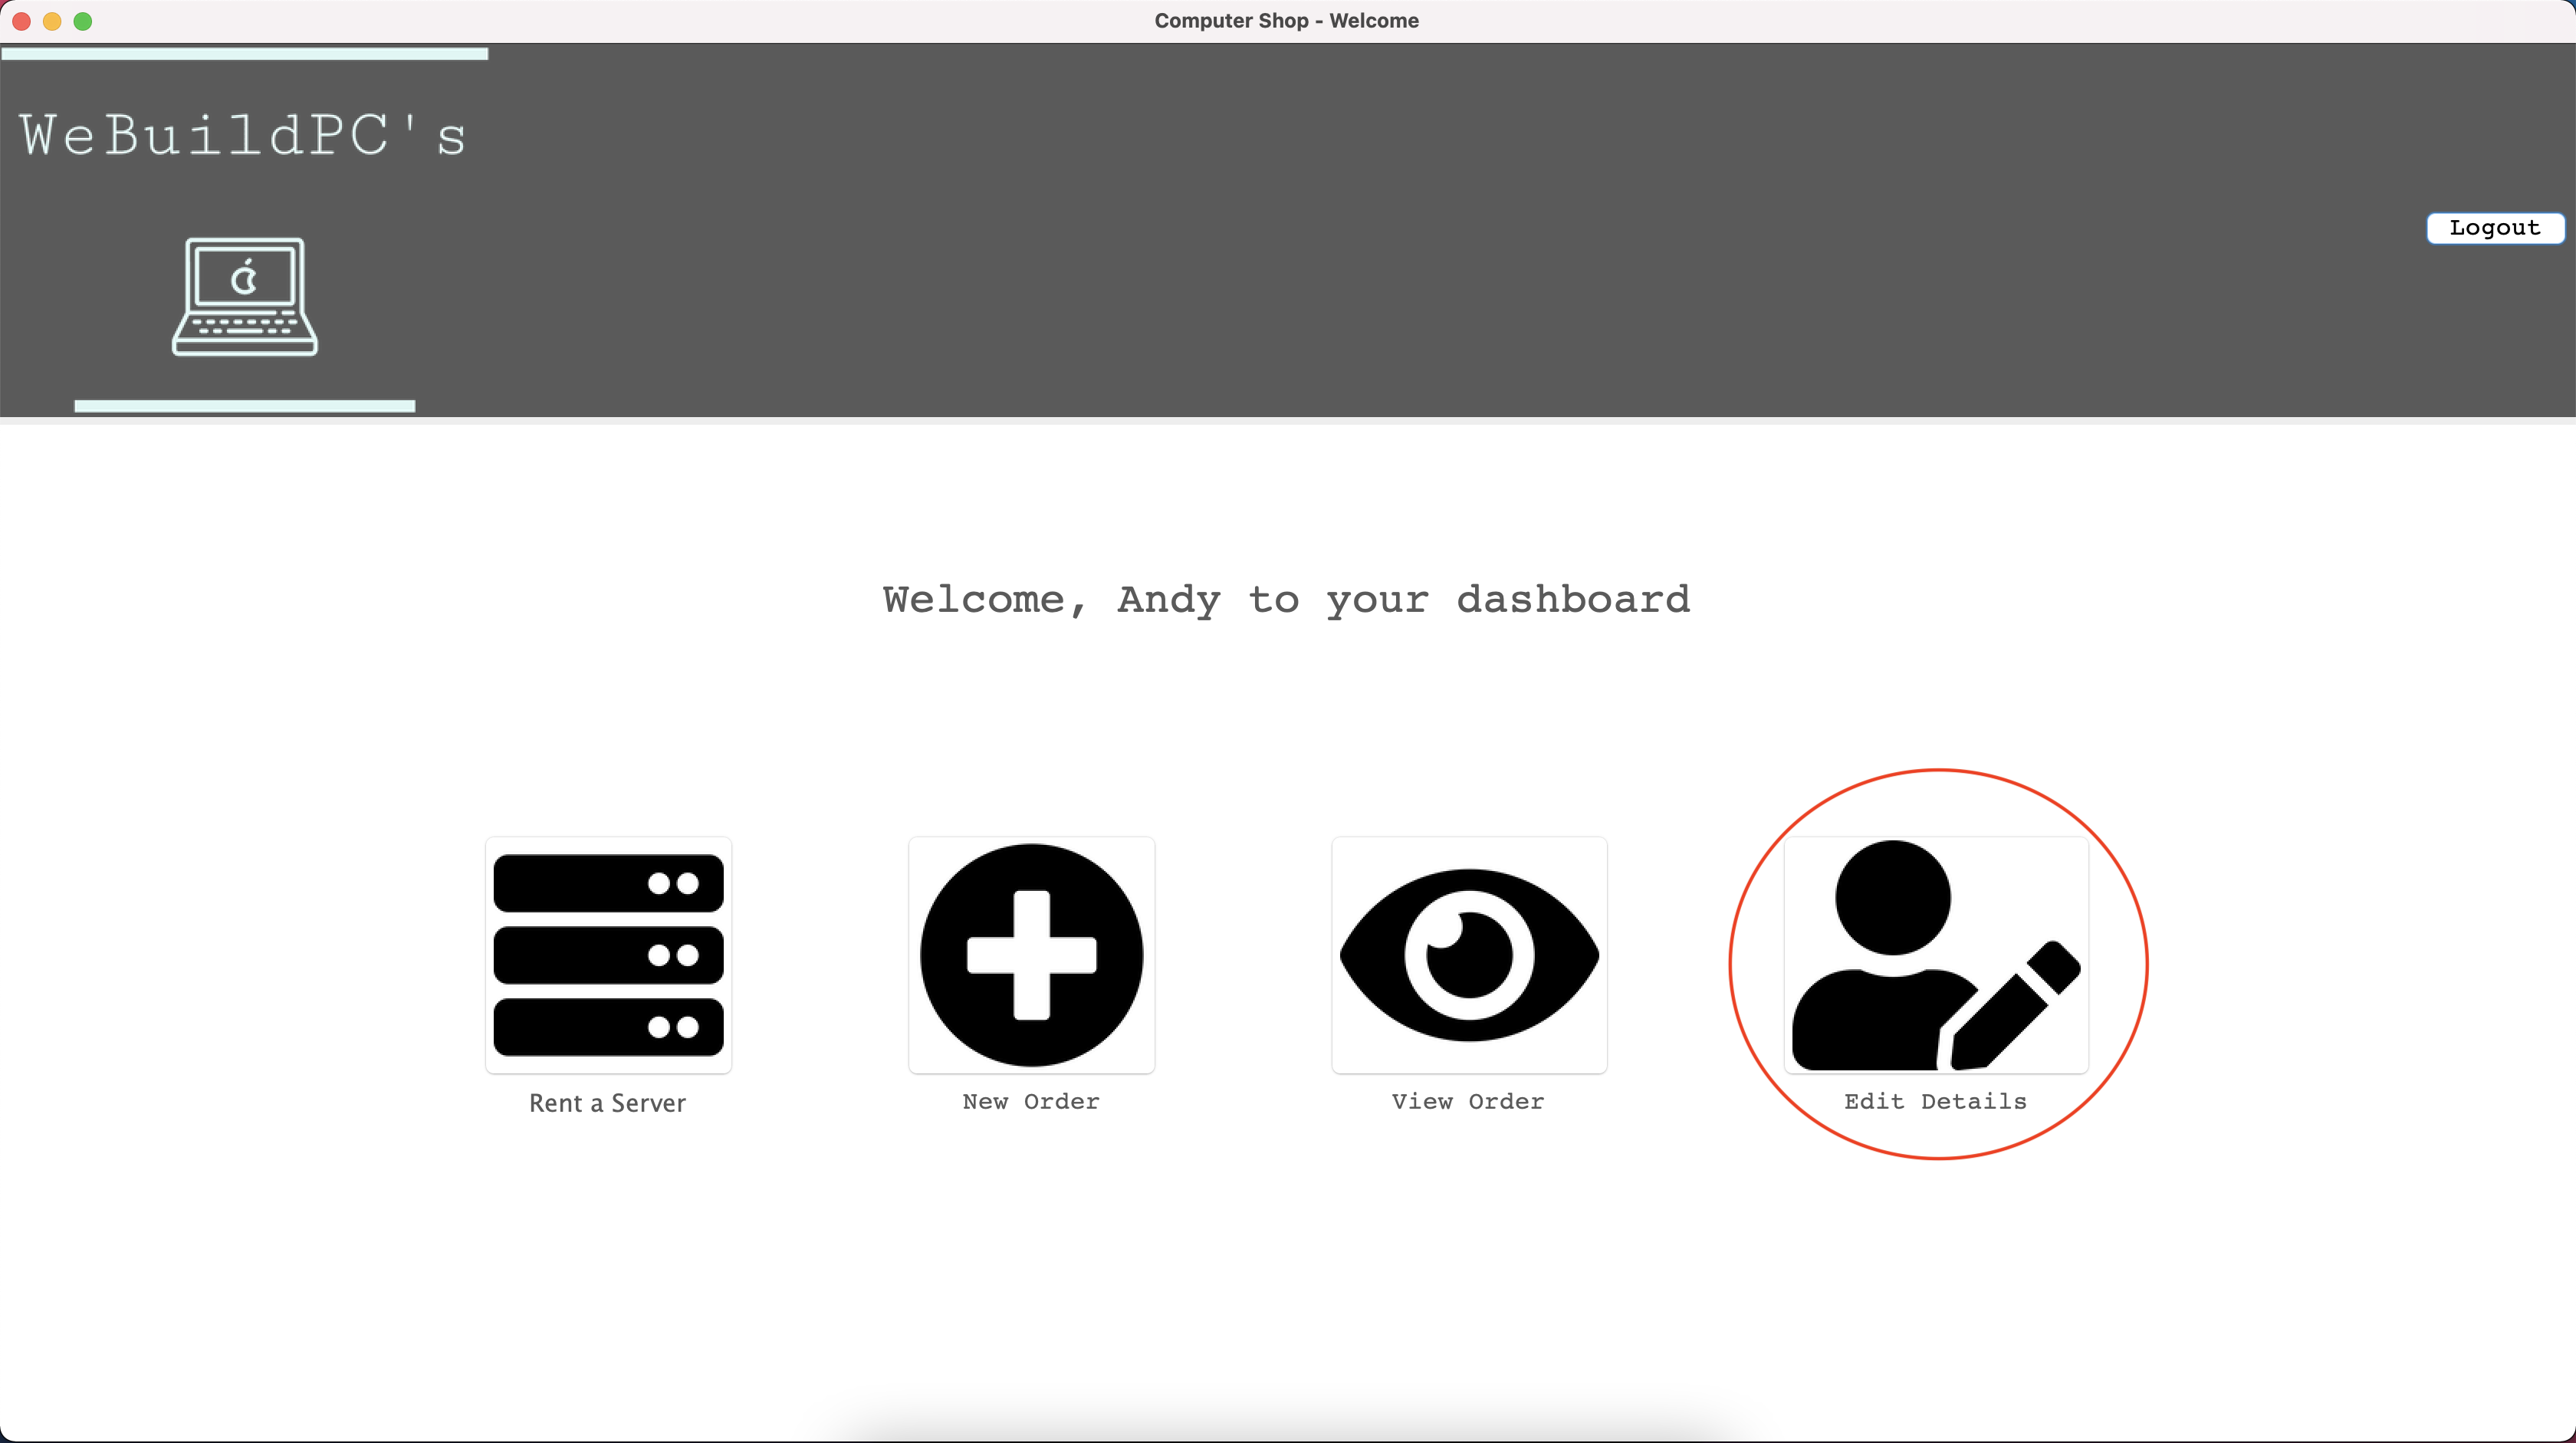 Computer Shop - Welcome
WeBuildPC's
Logout
Welcome, Andy to your dashboard
Rent a Server
New Order
View Order
Edit Details